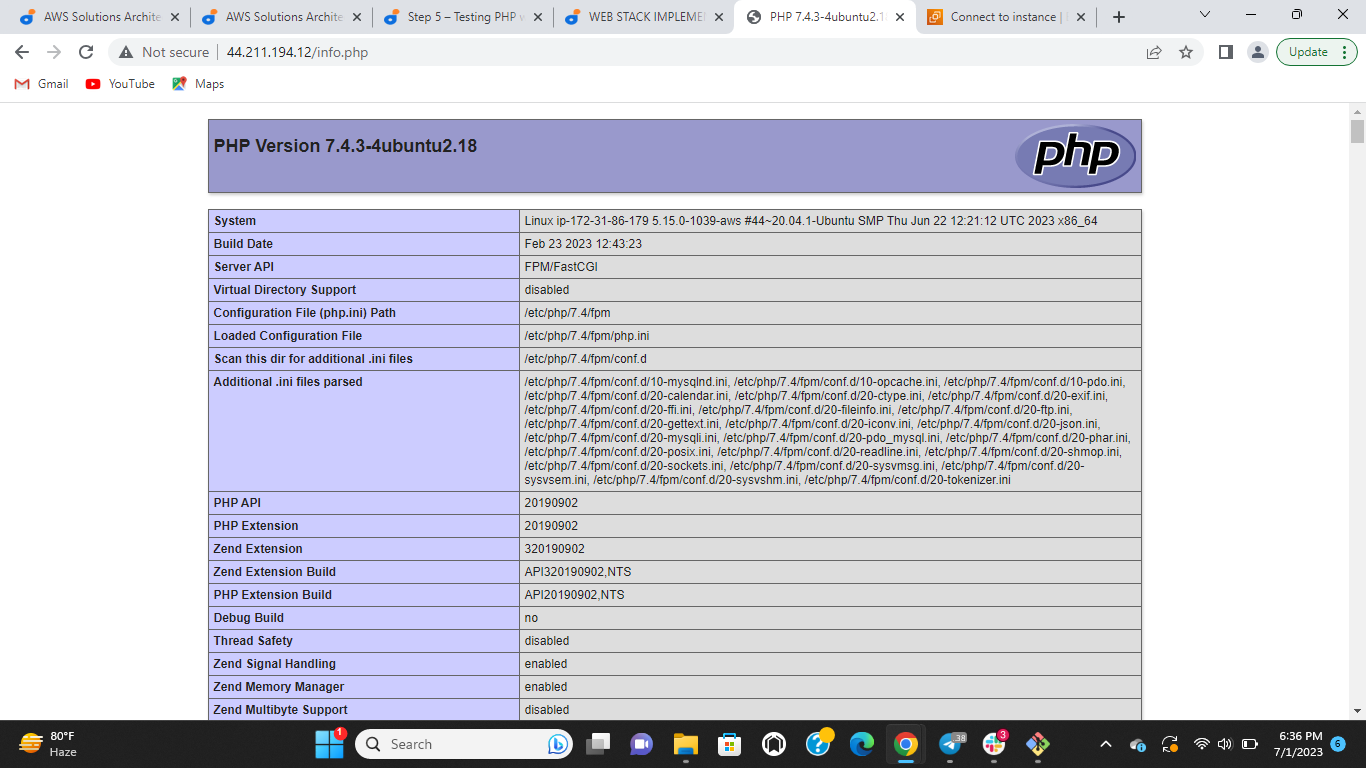 AWS Solutions Archite
AWS Solutions Archite
Step 5 – Testing PHP w
WEB STACK IMPLEME
PHP 7.4.3-4ubuntu2.1
Connect to instance |
Not secure
44.211.194.12/info.php
Update
Gmail
YouTube
Maps
PHP Version 7.4.3-4ubuntu2.18
php
System Linux ip-172-31-86-179 5.15.0-1039-aws #44~20.04.1-Ubuntu SMP Thu Jun 22 12:21:12 UTC 2023 x86_64
Build Date Feb 23 2023 12:43:23
Server API FPM/FastCGI
Virtual Directory Support disabled
Configuration File (php.ini) Path /etc/php/7.4/fpm
Loaded Configuration File /etc/php/7.4/fpm/php.ini
Scan this dir for additional .ini files /etc/php/7.4/fpm/conf.d
Additional .ini files parsed /etc/php/7.4/fpm/conf.d/10-mysqlnd.ini, /etc/php/7.4/fpm/conf.d/10-opcache.ini, /etc/php/7.4/fpm/conf.d/10-pdo.ini,
/etc/php/7.4/fpm/conf.d/20-calendar.ini, /etc/php/7.4/fpm/conf.d/20-ctype.ini, /etc/php/7.4/fpm/conf.d/20-exif.ini,
/etc/php/7.4/fpm/conf.d/20-ffi.ini, /etc/php/7.4/fpm/conf.d/20-fileinfo.ini, /etc/php/7.4/fpm/conf.d/20-ftp.ini,
/etc/php/7.4/fpm/conf.d/20-gettext.ini, /etc/php/7.4/fpm/conf.d/20-iconv.ini, /etc/php/7.4/fpm/conf.d/20-json.ini,
/etc/php/7.4/fpm/conf.d/20-mysqli.ini, /etc/php/7.4/fpm/conf.d/20-pdo_mysql.ini, /etc/php/7.4/fpm/conf.d/20-phar.ini,
/etc/php/7.4/fpm/conf.d/20-posix.ini, /etc/php/7.4/fpm/conf.d/20-readline.ini, /etc/php/7.4/fpm/conf.d/20-shmop.ini,
/etc/php/7.4/fpm/conf.d/20-sockets.ini, /etc/php/7.4/fpm/conf.d/20-sysvmsg.ini, /etc/php/7.4/fpm/conf.d/20-
sysvsem.ini, /etc/php/7.4/fpm/conf.d/20-sysvshm.ini, /etc/php/7.4/fpm/conf.d/20-tokenizer.ini
PHP API 20190902
PHP Extension 20190902
Zend Extension 320190902
Zend Extension Build API320190902,NTS
PHP Extension Build API20190902,NTS
Debug Build no
Thread Safety disabled
Zend Signal Handling enabled
Zend Memory Manager enabled
Zend Multibyte Support disabled
80°F
Haze
1
Search
38
3
6:36 PM
7/1/2023
6